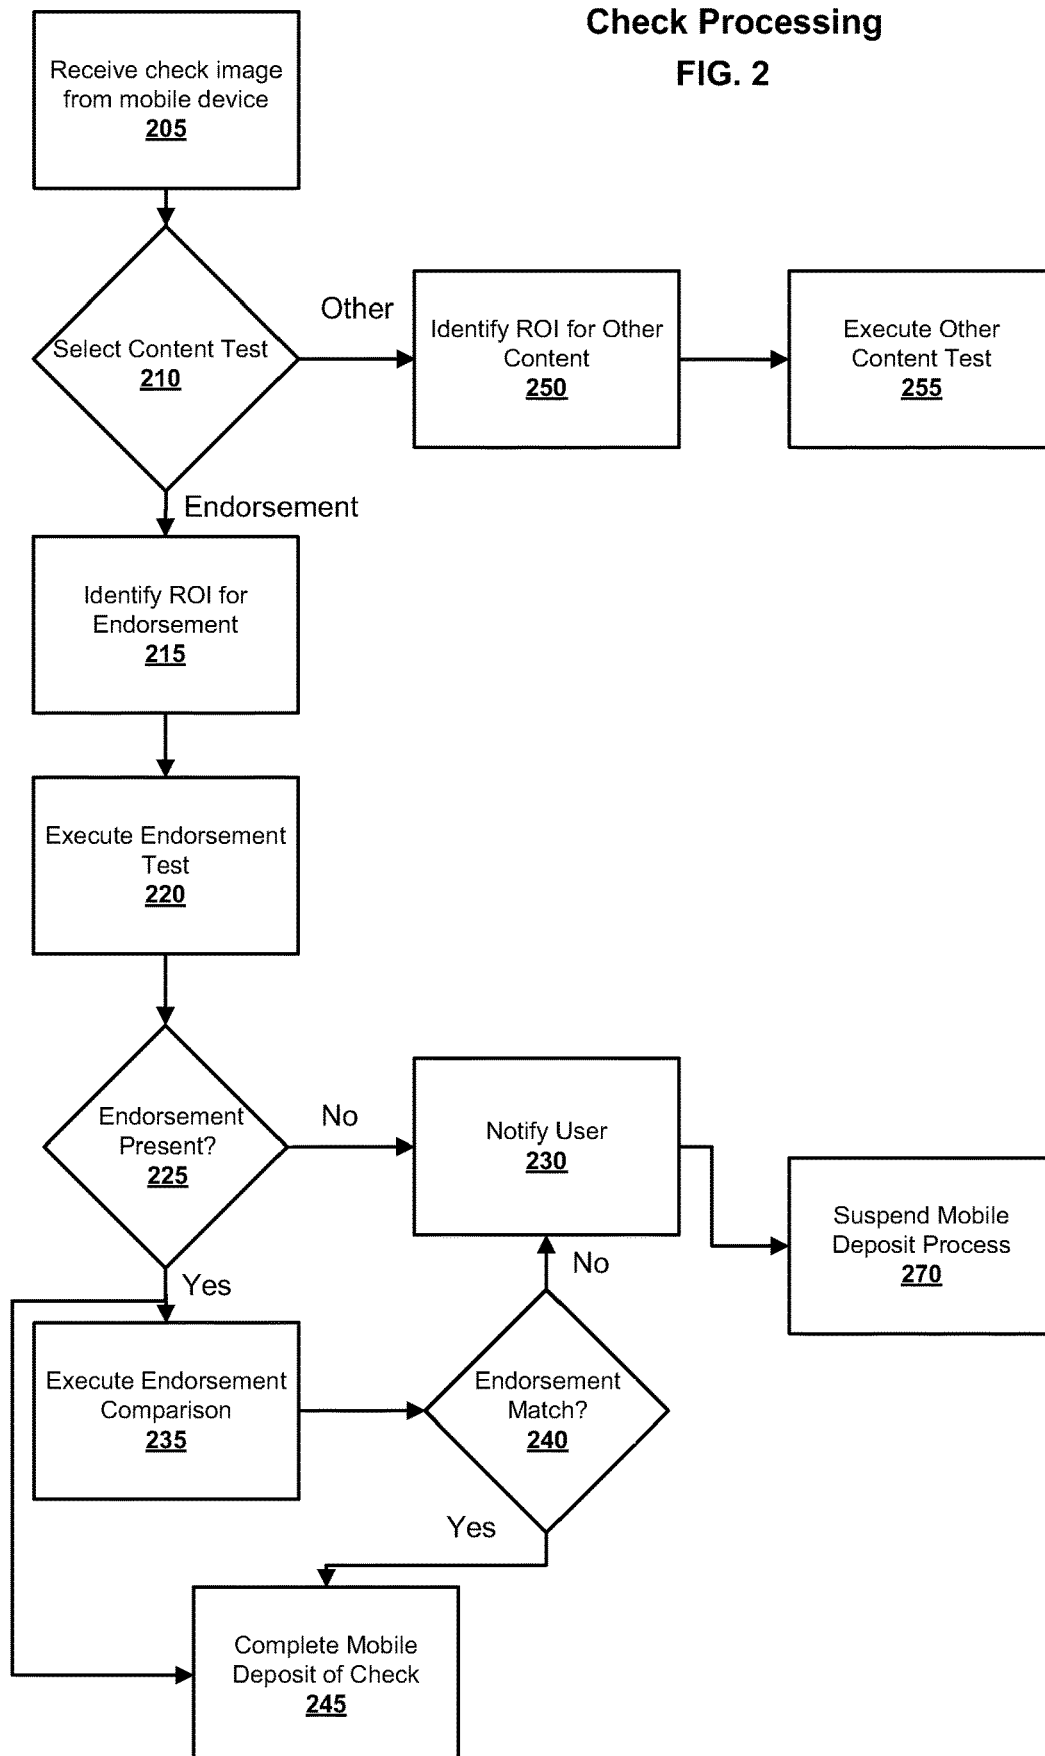 Check Processing
FIG. 2
Receive check image
from mobile device
205
Select Content Test
210
Other
Identify ROI for Other
Content
250
Execute Other
Content Test
255
Endorsement
Identify ROI for
Endorsement
215
Execute Endorsement
Test
220
Endorsement
Present?
225
No
Notify User
230
Suspend Mobile
Deposit Process
270
Yes
No
Execute Endorsement
Comparison
235
Endorsement
Match?
240
Yes
Complete Mobile
Deposit of Check
245